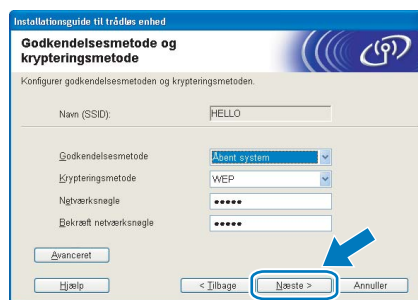 Installationsguide til trådløs enhed
Godkendelsesmetode og
krypteringsmetode
Konfigurer godkendelsesmetoden og krypteringsmetoden.
Navn (SSID): HELLO
Godkendelsesmetode Åbent system
Krypteringsmetode WEP
Netværksnøgle •••••
Bekræft netværksnøgle •••••
Avanceret
Hjælp < Tilbage Næste > Annuller